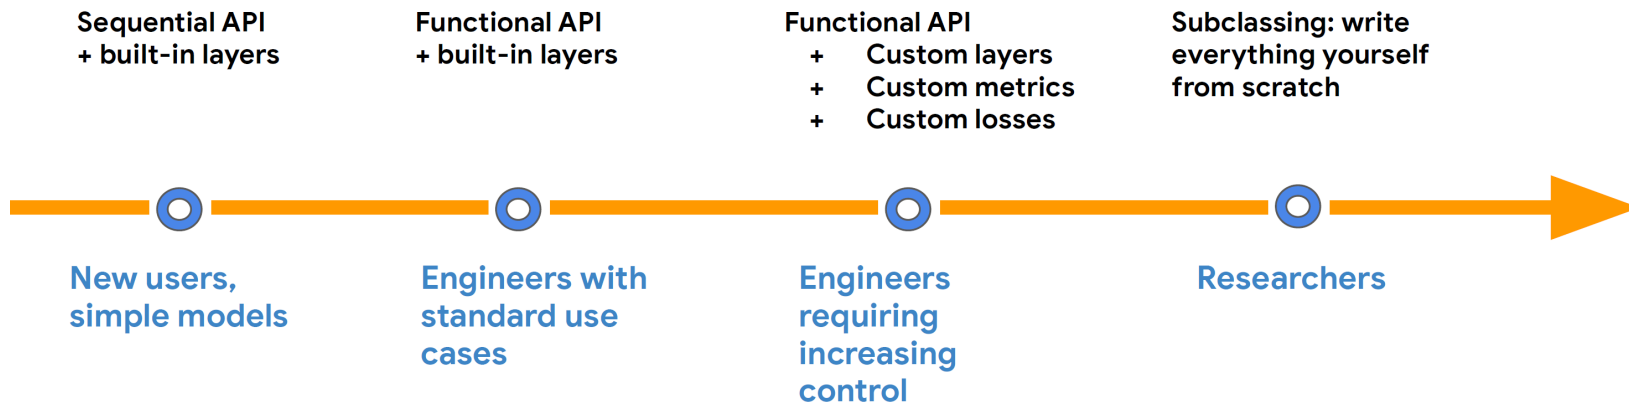 Sequential API
+ built-in layers
Functional API
+ built-in layers
Functional API
+ Custom layers
+ Custom metrics
+ Custom losses
Subclassing: write
everything yourself
from scratch
New users,
simple models
Engineers with
standard use
cases
Engineers
requiring
increasing
control
Researchers